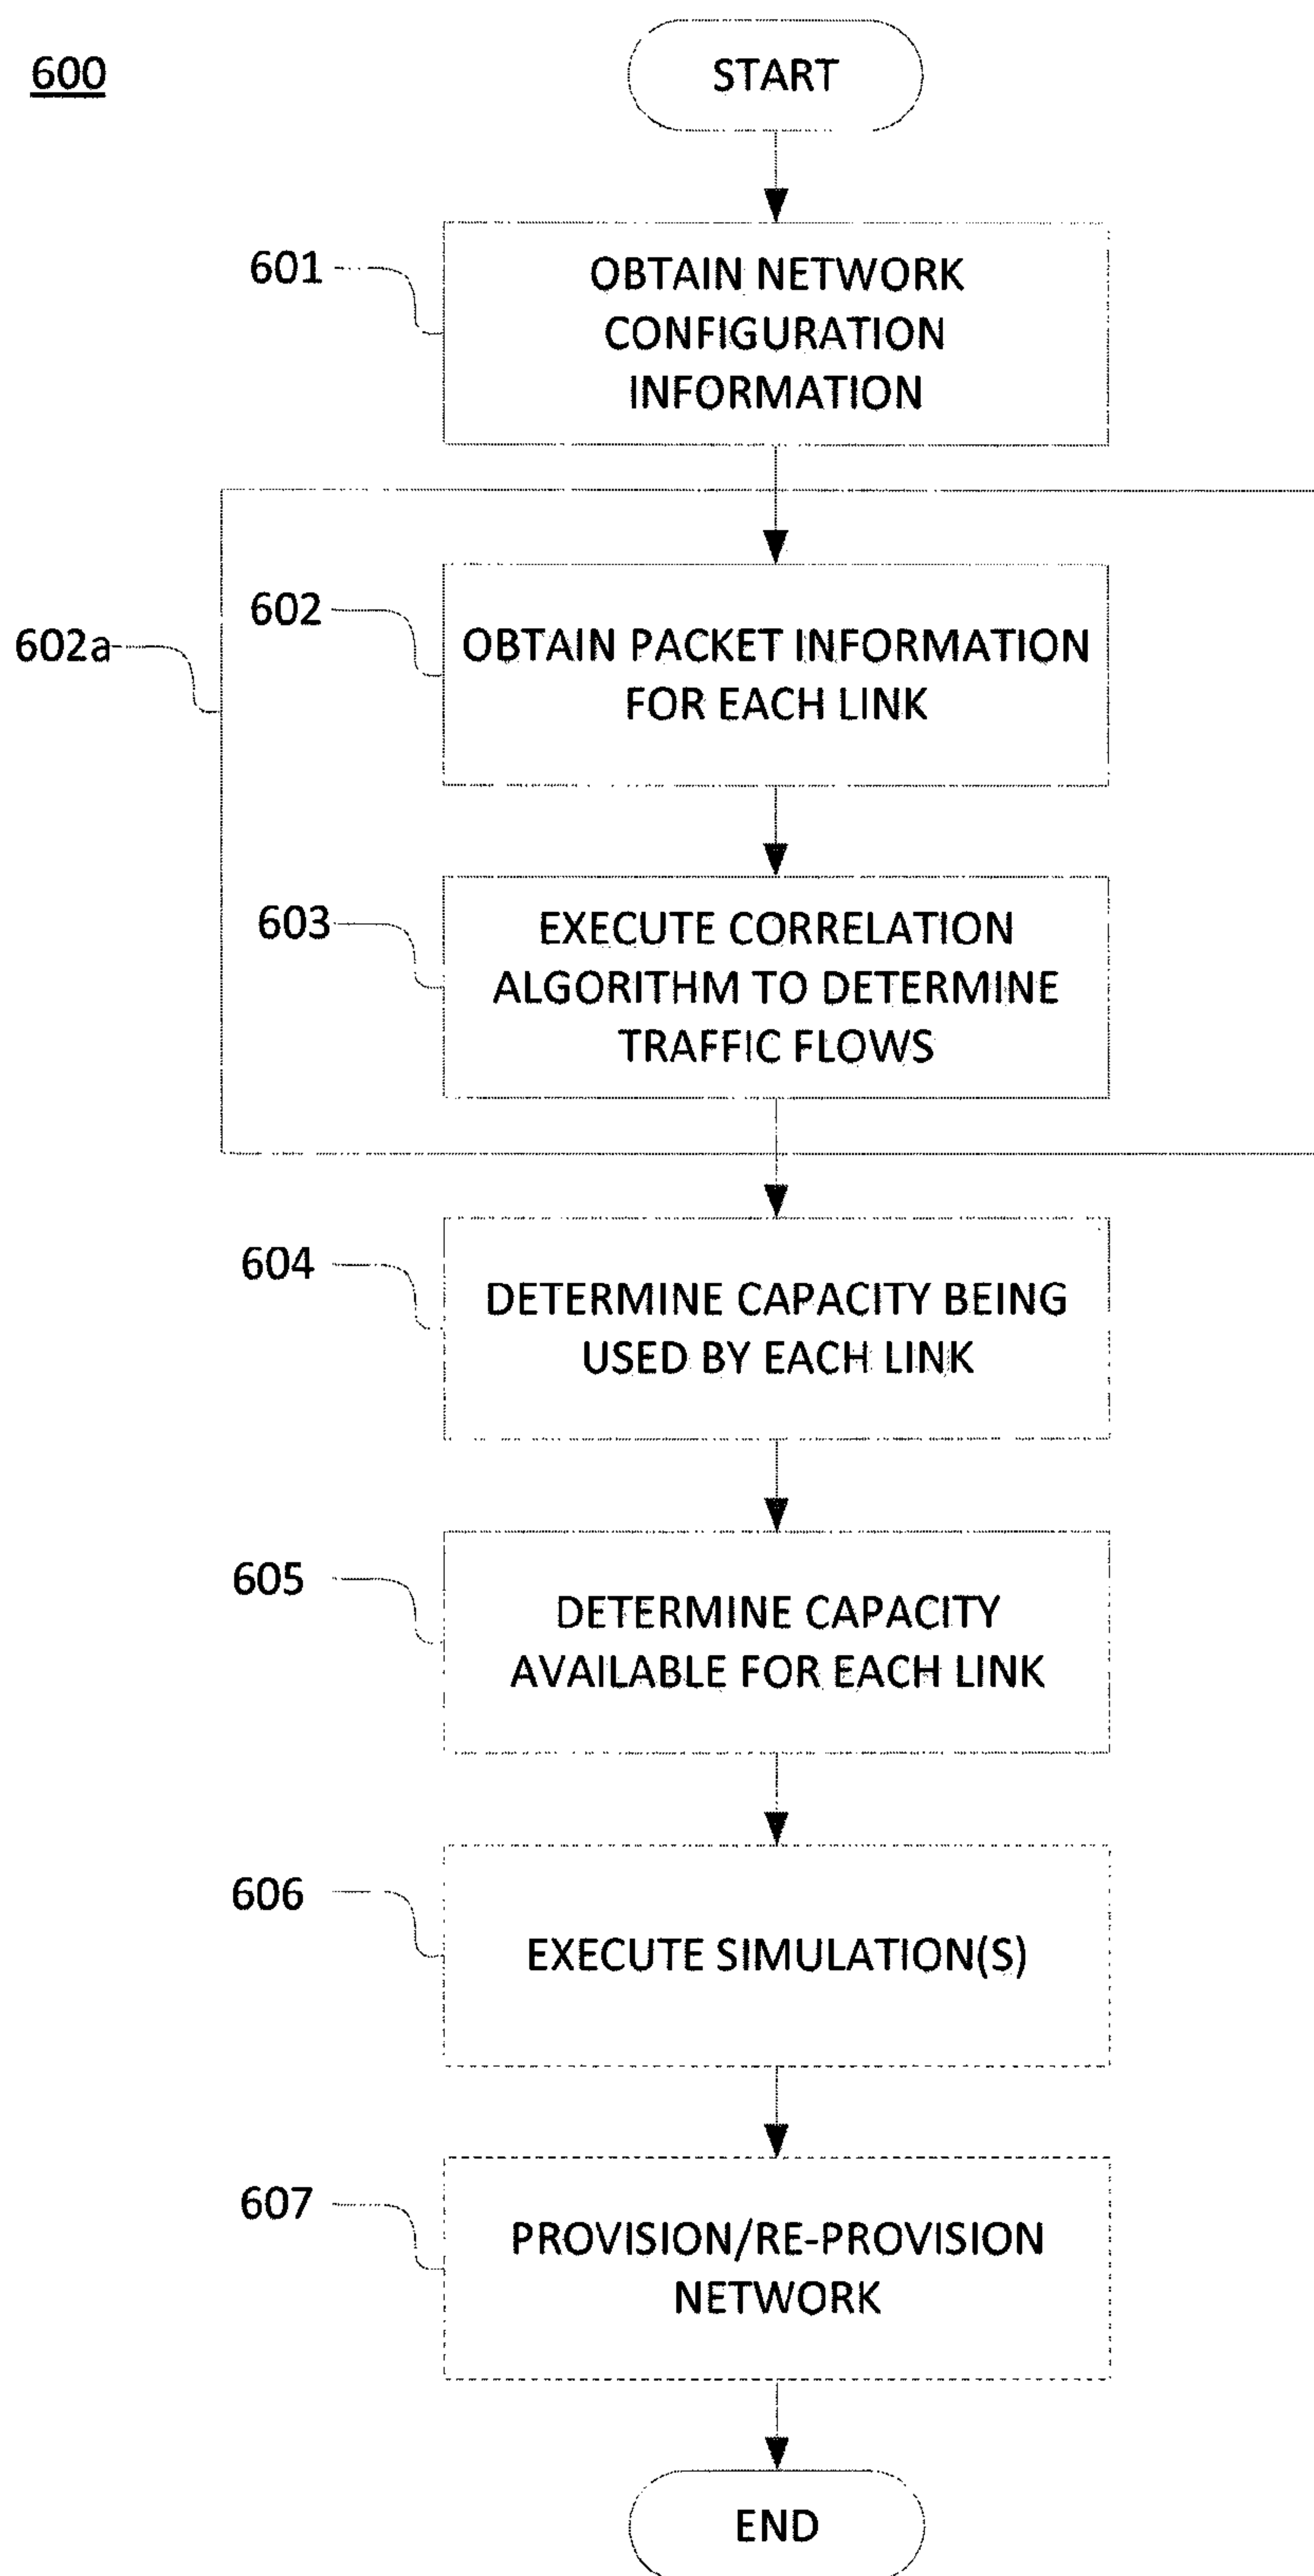 600
START
601
OBTAIN NETWORK
CONFIGURATION
INFORMATION
602
602a
OBTAIN PACKET INFORMATION
FOR EACH LINK
603
EXECUTE CORRELATION
ALGORITHM TO DETERMINE
TRAFFIC FLOWS
604
DETERMINE CAPACITY BEING
USED BY EACH LINK
605
DETERMINE CAPACITY
AVAILABLE FOR EACH LINK
606
EXECUTE SIMULATION(S)
607
PROVISION/RE-PROVISION
NETWORK
END